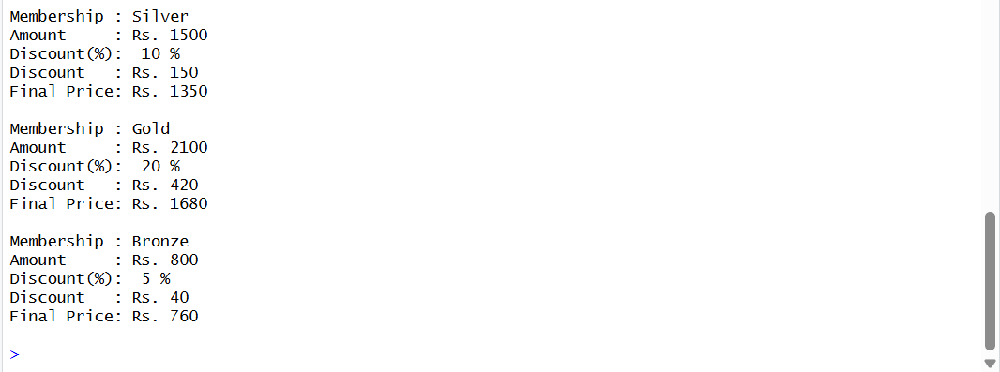 Membership : Silver
Amount     : Rs. 1500
Discount(%):  10 %
Discount   : Rs. 150
Final Price: Rs. 1350

Membership : Gold
Amount     : Rs. 2100
Discount(%):  20 %
Discount   : Rs. 420
Final Price: Rs. 1680

Membership : Bronze
Amount     : Rs. 800
Discount(%):  5 %
Discount   : Rs. 40
Final Price: Rs. 760

>